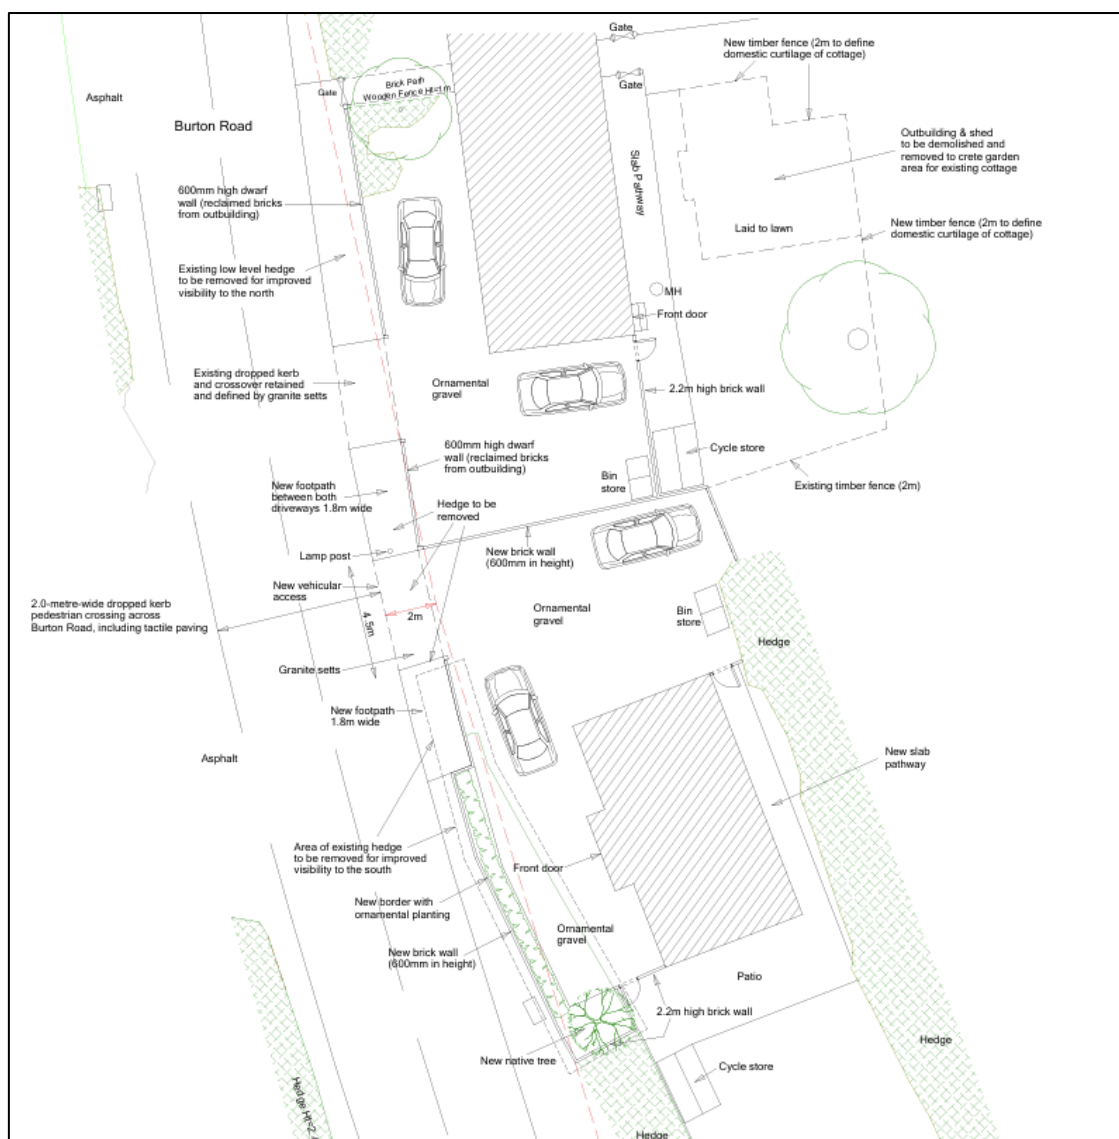 Gate
New timber fence (2m to define
domestic curtilage of cottage)
Brick Path
Wooden Fence Ht=1m
Gate
Gate
Asphalt
Burton Road
Outbuilding & shed
to be demolished and
removed to crete garden
area for existing cottage
Slab Pathway
600mm high dwarf
wall (reclaimed bricks
from outbuilding)
Laid to lawn
New timber fence (2m to define
domestic curtilage of cottage)
Existing low level hedge
to be removed for improved
visibility to the north
MH
Front door
Existing dropped kerb
and crossover retained
and defined by granite setts
Ornamental
gravel
2.2m high brick wall
600mm high dwarf
wall (reclaimed bricks
from outbuilding)
Cycle store
Bin
store
Existing timber fence (2m)
New footpath
between both
driveways 1.8m wide
Hedge to be
removed
Lamp post
New brick wall
(600mm in height)
New vehicular
access
2.0-metre-wide dropped kerb
pedestrian crossing across
Burton Road, including tactile paving
2m
4.5m
Ornamental
gravel
Bin
store
Hedge
Granite setts
New footpath
1.8m wide
Asphalt
New slab
pathway
Area of existing hedge
to be removed for improved
visibility to the south
Front door
New border with
ornamental planting
Ornamental
gravel
New brick wall
(600mm in height)
Patio
2.2m high brick wall
New native tree
Cycle store
Hedge
Hedge Ht=2.
Hedge